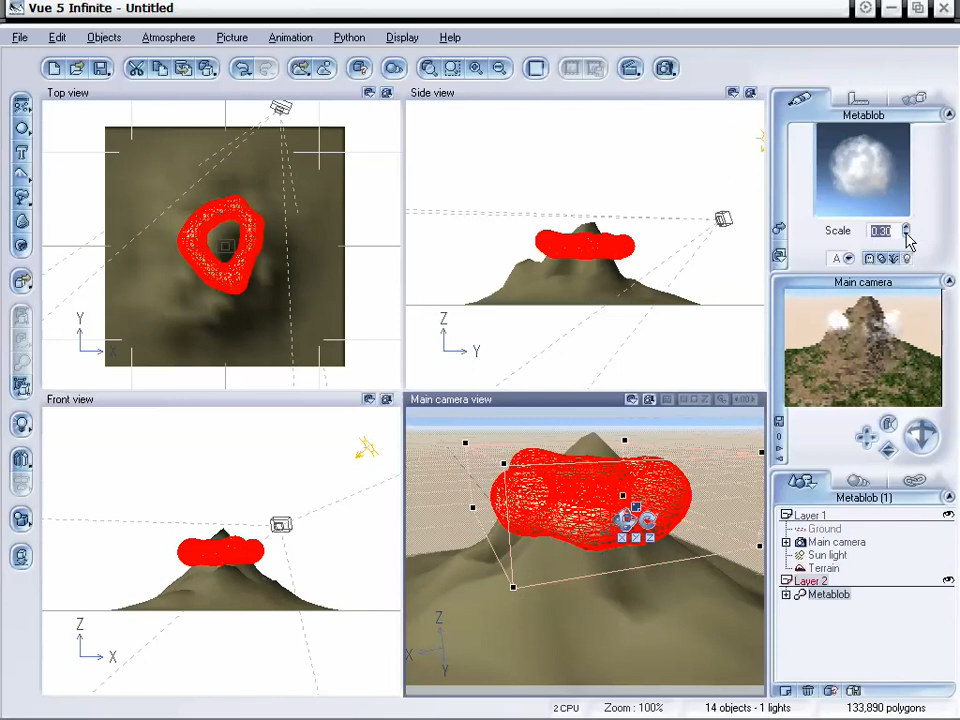 Vue 5 Infinite - Untitled
File Edit Objects Atmosphere Picture Animation Python Display Help
Top view
Side view
Metablob
Scale 0.30
A
Main camera
Y
X
Z
Y
Front view
Main camera view
Metablob (1)
Layer 1
Ground
Main camera
Sun light
Terrain
Layer 2
Metablob
Z
X
Z
X
Y
X Y Z
2 CPU Zoom : 100% 14 objects - 1 lights 133,890 polygons